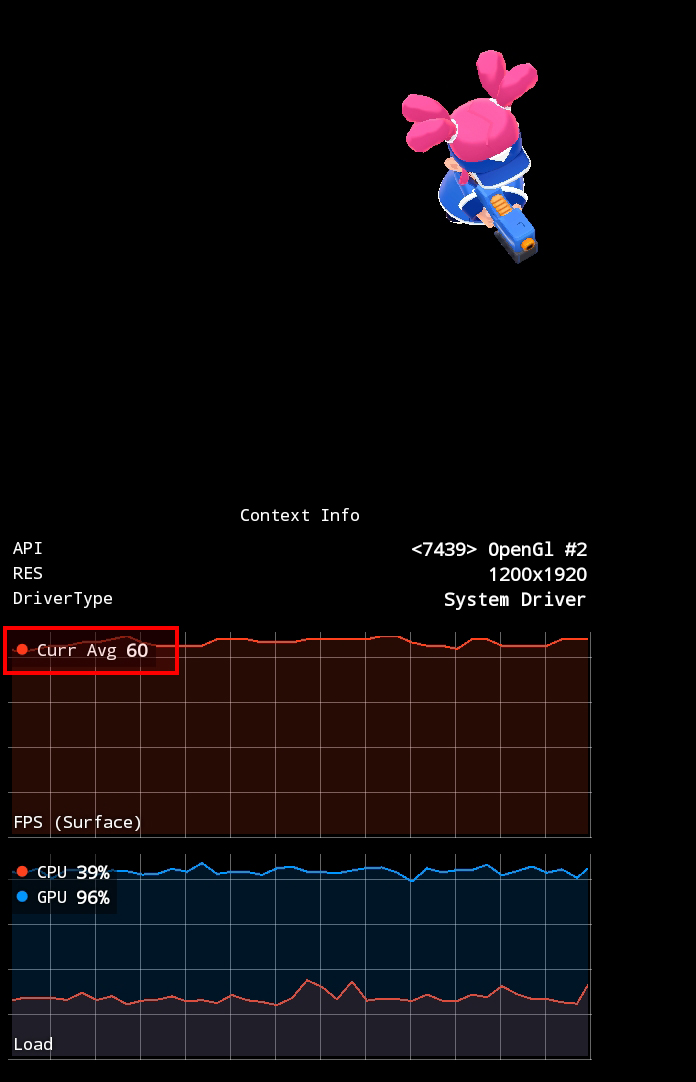 Context Info
API <7439> OpenGl #2
RES 1200x1920
DriverType System Driver
Curr Avg 60
FPS (Surface)
CPU 39%
GPU 96%
Load